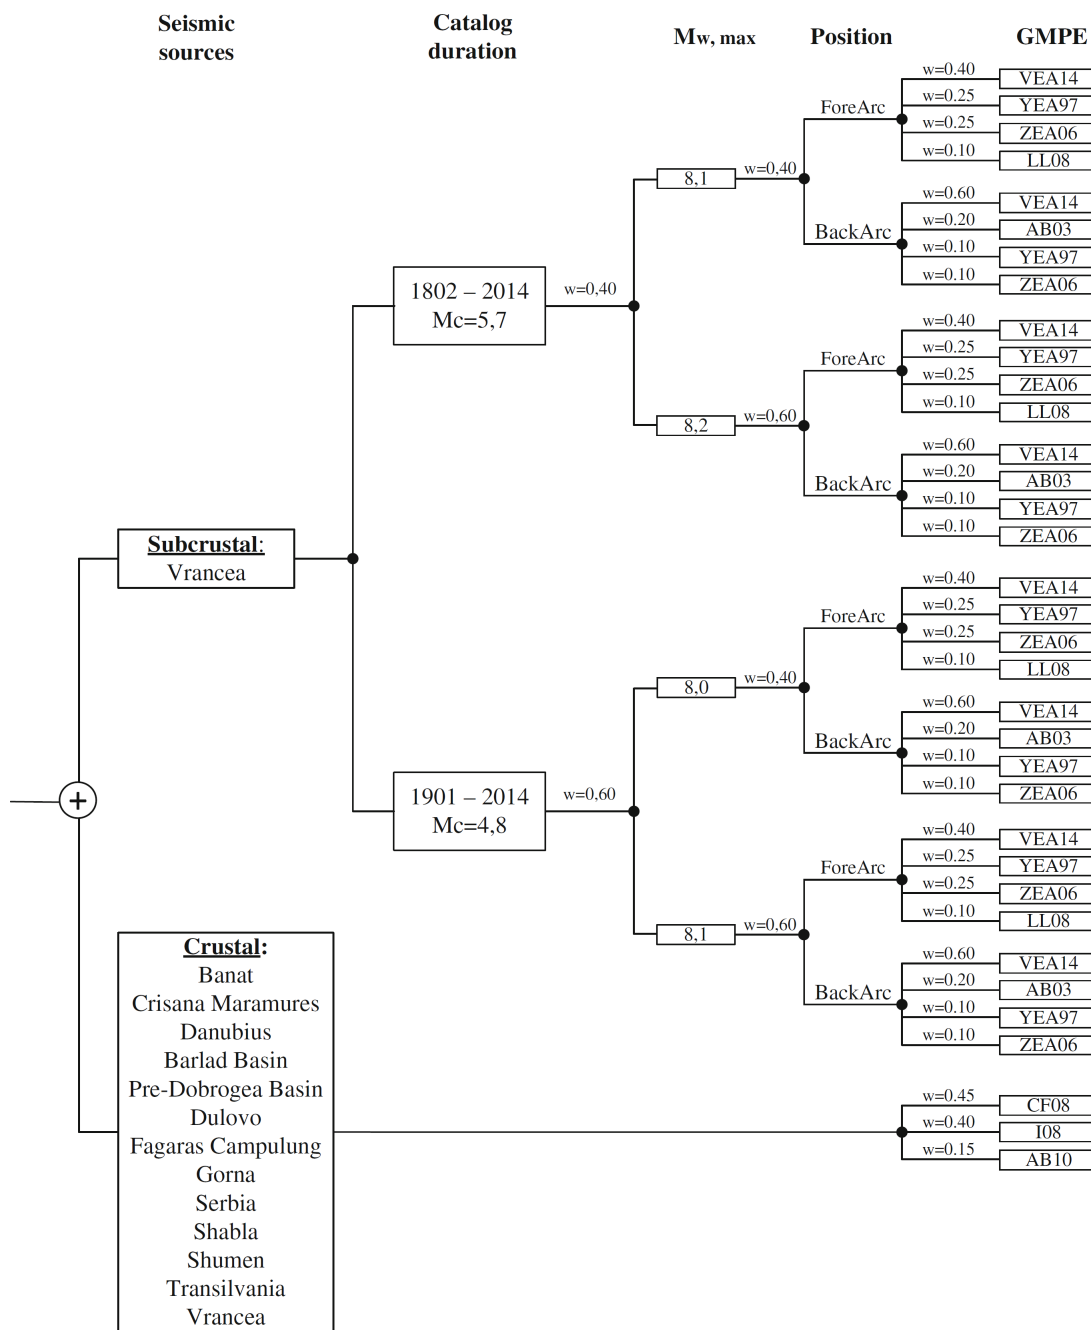 Seismic sources
Catalog duration
Mw, max
Position
GMPE
w=0.40 VEA14
ForeArc
w=0.25 YEA97
w=0.25 ZEA06
w=0.10 LL08
8,1 w=0,40
w=0.60 VEA14
BackArc
w=0.20 AB03
w=0.10 YEA97
w=0.10 ZEA06
1802 – 2014
Mc=5,7
w=0,40
w=0.40 VEA14
ForeArc
w=0.25 YEA97
w=0.25 ZEA06
w=0.10 LL08
8,2 w=0,60
w=0.60 VEA14
BackArc
w=0.20 AB03
w=0.10 YEA97
w=0.10 ZEA06
Subcrustal:
Vrancea
w=0.40 VEA14
ForeArc
w=0.25 YEA97
w=0.25 ZEA06
w=0.10 LL08
8,0 w=0,40
w=0.60 VEA14
BackArc
w=0.20 AB03
w=0.10 YEA97
w=0.10 ZEA06
+
1901 – 2014
Mc=4,8
w=0,60
w=0.40 VEA14
ForeArc
w=0.25 YEA97
w=0.25 ZEA06
w=0.10 LL08
8,1 w=0,60
w=0.60 VEA14
BackArc
w=0.20 AB03
w=0.10 YEA97
w=0.10 ZEA06
Crustal:
Banat
Crisana Maramures
Danubius
Barlad Basin
Pre-Dobrogea Basin
Dulovo
Fagaras Campulung
Gorna
Serbia
Shabla
Shumen
Transilvania
Vrancea
w=0.45 CF08
w=0.40 I08
w=0.15 AB10